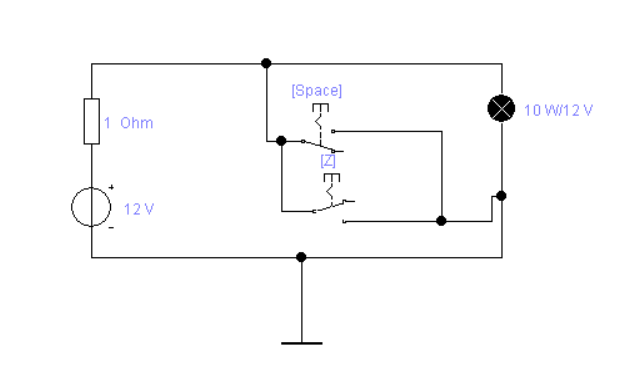 [Space]
10 W/12 V
1 Ohm
[Z]
+
12 V
-